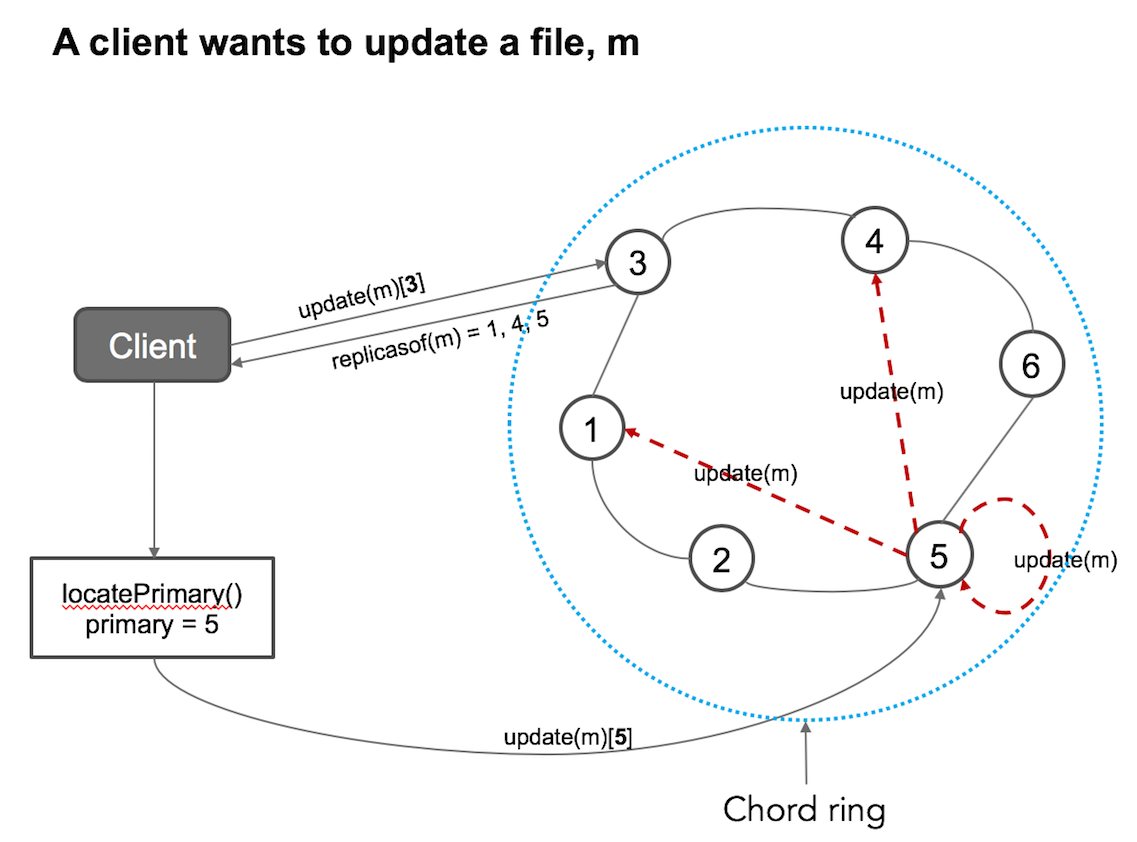 A client wants to update a file, m
update(m)[3]
replicasof(m) = 1, 4, 5
Client
3
4
6
1
2
5
update(m)
update(m)
update(m)
locatePrimary()
primary = 5
update(m)[5]
Chord ring